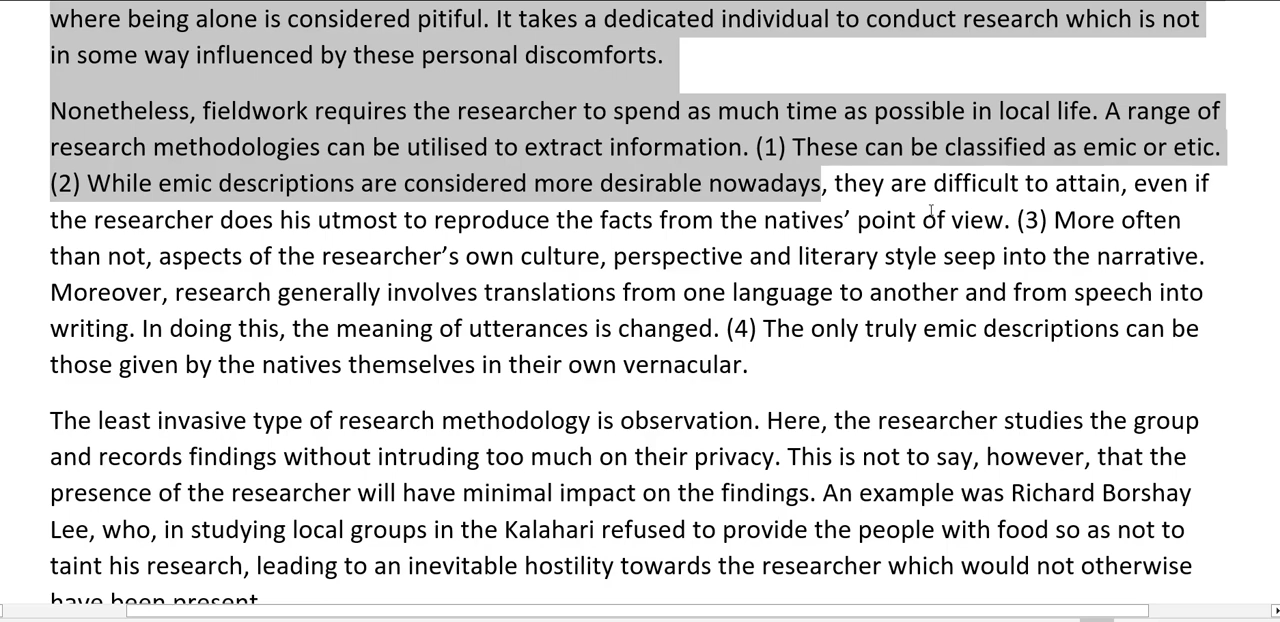 where being alone is considered pitiful. It takes a dedicated individual to conduct research which is not
in some way influenced by these personal discomforts.
Nonetheless, fieldwork requires the researcher to spend as much time as possible in local life. A range of
research methodologies can be utilised to extract information. (1) These can be classified as emic or etic.
(2) While emic descriptions are considered more desirable nowadays, they are difficult to attain, even if
the researcher does his utmost to reproduce the facts from the natives’ point of view. (3) More often
than not, aspects of the researcher’s own culture, perspective and literary style seep into the narrative.
Moreover, research generally involves translations from one language to another and from speech into
writing. In doing this, the meaning of utterances is changed. (4) The only truly emic descriptions can be
those given by the natives themselves in their own vernacular.
The least invasive type of research methodology is observation. Here, the researcher studies the group
and records findings without intruding too much on their privacy. This is not to say, however, that the
presence of the researcher will have minimal impact on the findings. An example was Richard Borshay
Lee, who, in studying local groups in the Kalahari refused to provide the people with food so as not to
taint his research, leading to an inevitable hostility towards the researcher which would not otherwise
have been present